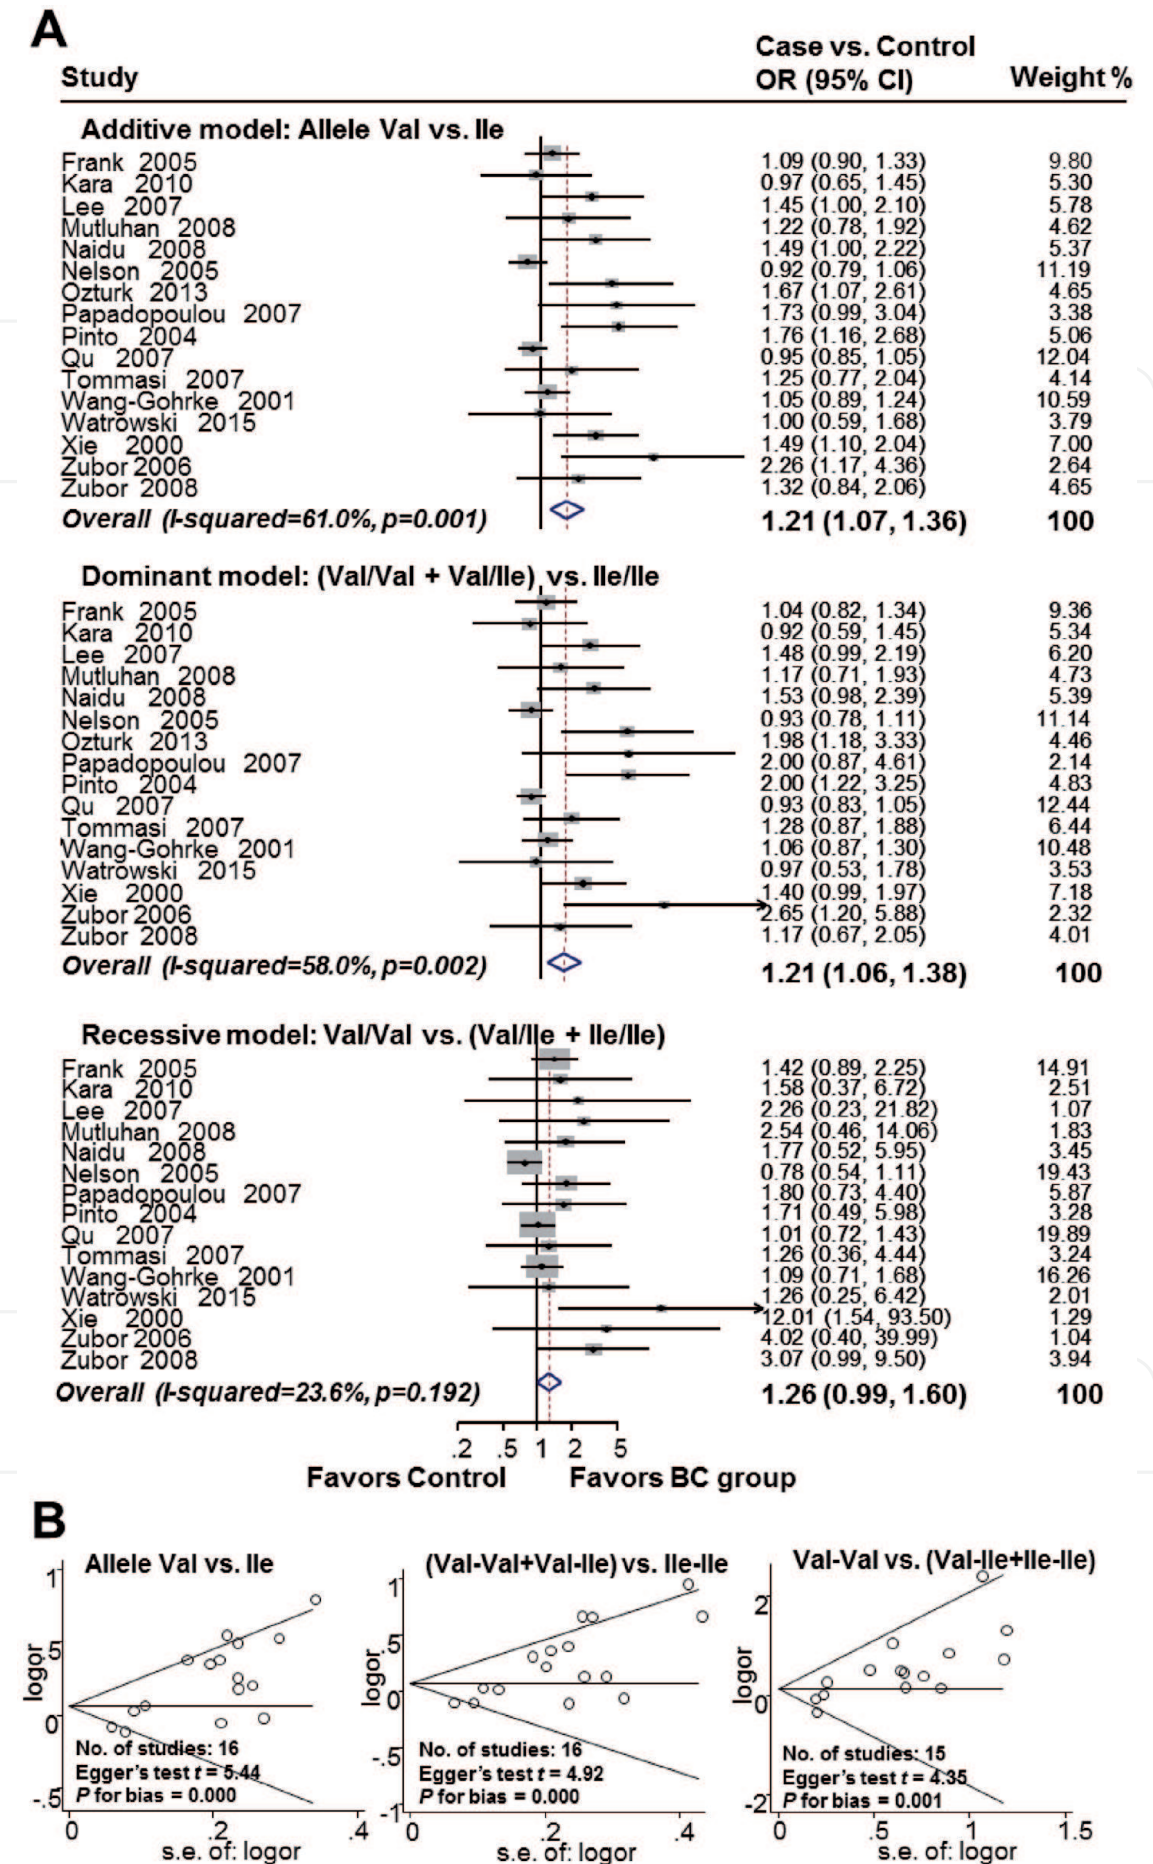 A
Case vs. Control
Study OR (95% CI) Weight %
Additive model: Allele Val vs. Ile
Frank 2005 1.09 (0.90, 1.33) 9.80
Kara 2010 0.97 (0.65, 1.45) 5.30
Lee 2007 1.45 (1.00, 2.10) 5.78
Mutluhan 2008 1.22 (0.78, 1.92) 4.62
Naidu 2008 1.49 (1.00, 2.22) 5.37
Nelson 2005 0.92 (0.79, 1.06) 11.19
Ozturk 2013 1.67 (1.07, 2.61) 4.65
Papadopoulou 2007 1.73 (0.99, 3.04) 3.38
Pinto 2004 1.76 (1.16, 2.68) 5.06
Qu 2007 0.95 (0.85, 1.05) 12.04
Tommasi 2007 1.25 (0.77, 2.04) 4.14
Wang-Gohrke 2001 1.05 (0.89, 1.24) 10.59
Watrowski 2015 1.00 (0.59, 1.68) 3.79
Xie 2000 1.49 (1.10, 2.04) 7.00
Zubor 2006 2.26 (1.17, 4.36) 2.64
Zubor 2008 1.32 (0.84, 2.06) 4.65
Overall (I-squared=61.0%, p=0.001) 1.21 (1.07, 1.36) 100
Dominant model: (Val/Val + Val/Ile) vs. Ile/Ile
Frank 2005 1.04 (0.82, 1.34) 9.36
Kara 2010 0.92 (0.59, 1.45) 5.34
Lee 2007 1.48 (0.99, 2.19) 6.20
Mutluhan 2008 1.17 (0.71, 1.93) 4.73
Naidu 2008 1.53 (0.98, 2.39) 5.39
Nelson 2005 0.93 (0.78, 1.11) 11.14
Ozturk 2013 1.98 (1.18, 3.33) 4.46
Papadopoulou 2007 2.00 (0.87, 4.61) 2.14
Pinto 2004 2.00 (1.22, 3.25) 4.83
Qu 2007 0.93 (0.83, 1.05) 12.44
Tommasi 2007 1.28 (0.87, 1.88) 6.44
Wang-Gohrke 2001 1.06 (0.87, 1.30) 10.48
Watrowski 2015 0.97 (0.53, 1.78) 3.53
Xie 2000 1.40 (0.99, 1.97) 7.18
Zubor 2006 2.65 (1.20, 5.88) 2.32
Zubor 2008 1.17 (0.67, 2.05) 4.01
Overall (I-squared=58.0%, p=0.002) 1.21 (1.06, 1.38) 100
Recessive model: Val/Val vs. (Val/Ile + Ile/Ile)
Frank 2005 1.42 (0.89, 2.25) 14.91
Kara 2010 1.58 (0.37, 6.72) 2.51
Lee 2007 2.26 (0.23, 21.82) 1.07
Mutluhan 2008 2.54 (0.46, 14.06) 1.83
Naidu 2008 1.77 (0.52, 5.95) 3.45
Nelson 2005 0.78 (0.54, 1.11) 19.43
Papadopoulou 2007 1.80 (0.73, 4.40) 5.87
Pinto 2004 1.71 (0.49, 5.98) 3.28
Qu 2007 1.01 (0.72, 1.43) 19.89
Tommasi 2007 1.26 (0.36, 4.44) 3.24
Wang-Gohrke 2001 1.09 (0.71, 1.68) 16.26
Watrowski 2015 1.26 (0.25, 6.42) 2.01
Xie 2000 12.01 (1.54, 93.50) 1.29
Zubor 2006 4.02 (0.40, 39.99) 1.04
Zubor 2008 3.07 (0.99, 9.50) 3.94
Overall (I-squared=23.6%, p=0.192) 1.26 (0.99, 1.60) 100
.2 .5 1 2 5
Favors Control Favors BC group
B
Allele Val vs. Ile
1
.5
0
-.5
logor
No. of studies: 16
Egger's test t = 5.44
P for bias = 0.000
0 .2 .4
s.e. of: logor
(Val-Val+Val-Ile) vs. Ile-Ile
1
.5
0
-.5
-1
logor
No. of studies: 16
Egger's test t = 4.92
P for bias = 0.000
0 .2 .4
s.e. of: logor
Val-Val vs. (Val-Ile+Ile-Ile)
2
0
-2
logor
No. of studies: 15
Egger's test t = 4.35
P for bias = 0.001
0 .5 1 1.5
s.e. of: logor